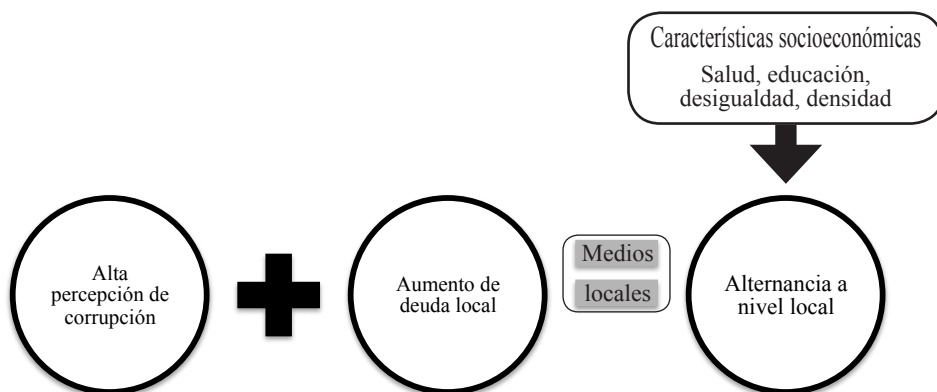 Características socioeconómicas
Salud, educación,
desigualdad, densidad
Alta
percepción de
corrupción
Aumento de
deuda local
Medios
locales
Alternancia a
nivel local